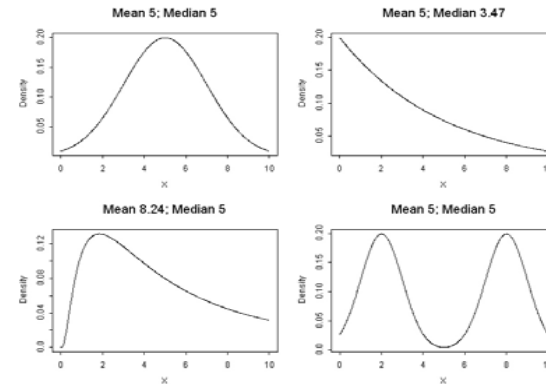 Mean 5; Median 5
Density
0.05 0.10 0.15 0.20
0 2 4 6 8 10
X
Mean 5; Median 3.47
Density
0.05 0.10 0.15 0.20
0 2 4 6 8 10
X
Mean 8.24; Median 5
Density
0.0 0.04 0.08 0.12
0 2 4 6 8 10
X
Mean 5; Median 5
Density
0.0 0.05 0.10 0.15 0.20
0 2 4 6 8 10
X